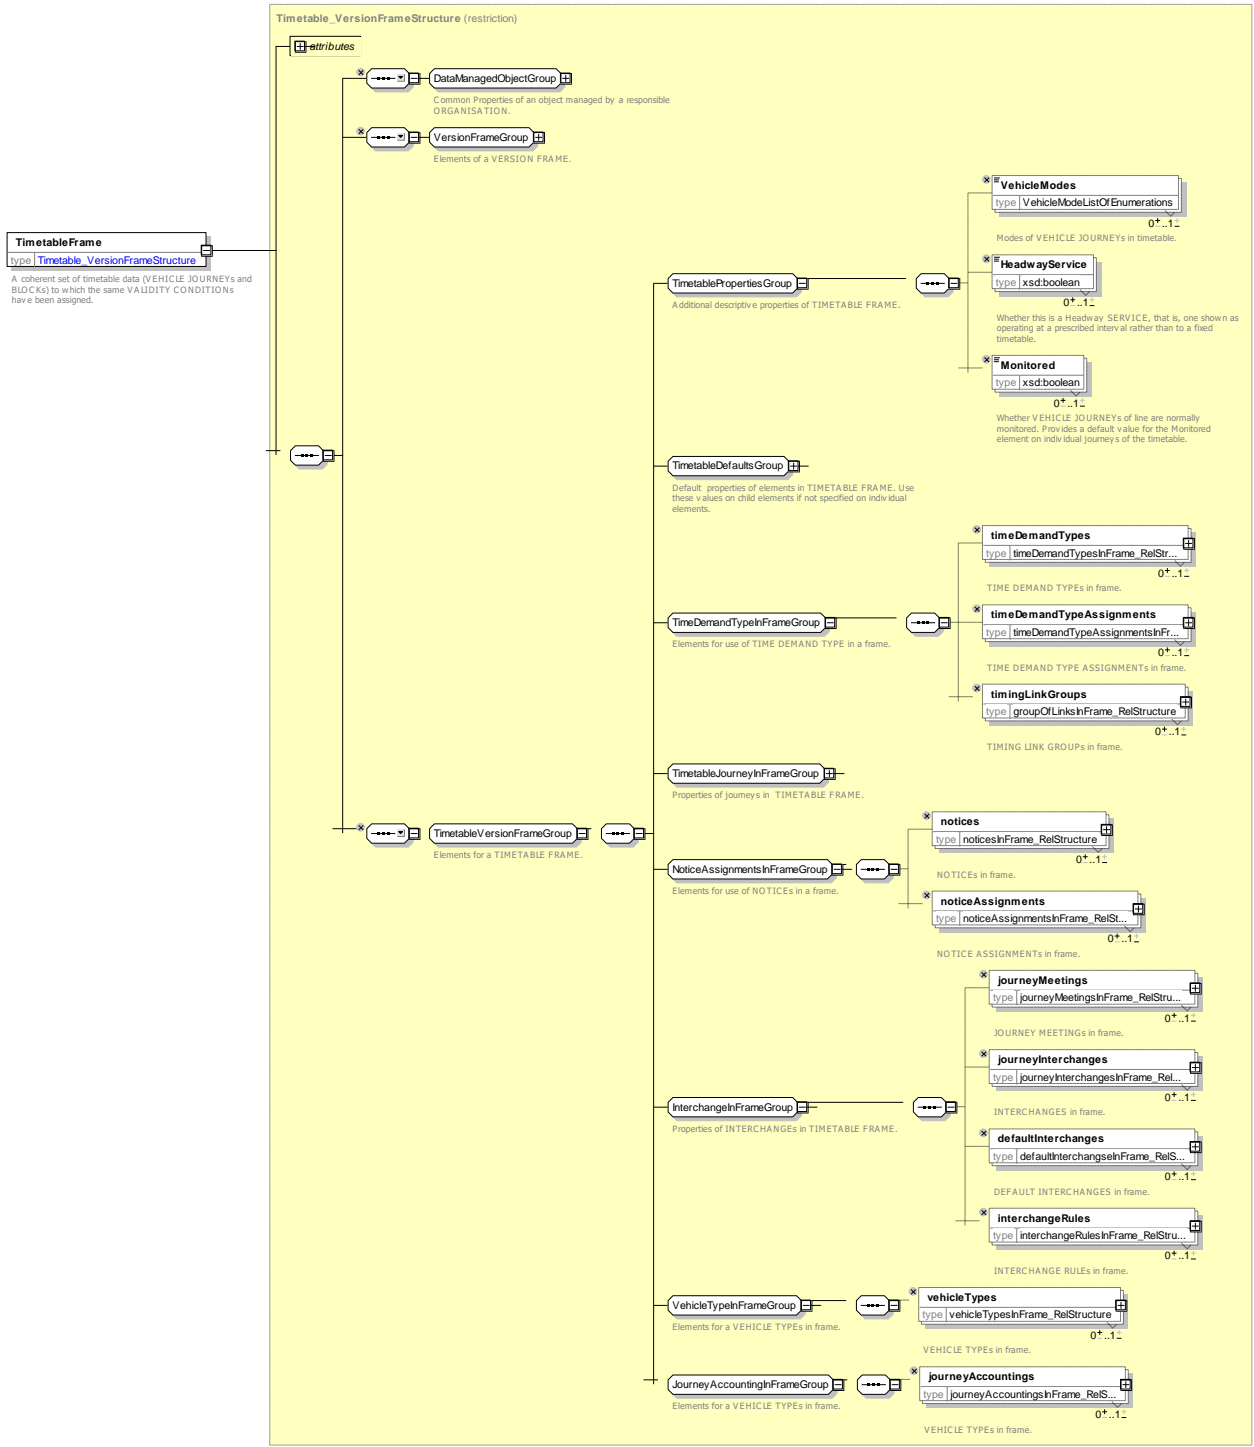 Timetable_VersionFrameStructure (restriction)
attributes
DataManagedObjectGroup
Common Properties of an object managed by a responsible
ORGANISATION.
VersionFrameGroup
Elements of a VERSION FRAME.
TimetableFrame
type Timetable_VersionFrameStructure
A coherent set of timetable data (VEHICLE JOURNEYs and
BLOCKs) to which the same VALIDITY CONDITIONs
have been assigned.
TimetableVersionFrameGroup
Elements for a TIMETABLE FRAME.
TimetablePropertiesGroup
Additional descriptive properties of TIMETABLE FRAME.
VehicleModes
type VehicleModeListOfEnumerations
0..1
Modes of VEHICLE JOURNEYs in timetable.
HeadwayService
type xsd:boolean
0..1
Whether this is a Headway SERVICE, that is, one shown as
operating at a prescribed interval rather than to a fixed
timetable.
Monitored
type xsd:boolean
0..1
Whether VEHICLE JOURNEYs of line are normally
monitored. Provides a default value for the Monitored
element on individual journeys of the timetable.
TimetableDefaultsGroup
Default properties of elements in TIMETABLE FRAME. Use
these values on child elements if not specified on individual
elements.
TimeDemandTypeInFrameGroup
Elements for use of TIME DEMAND TYPE in a frame.
timeDemandTypes
type timeDemandTypesInFrame_RelStr...
0..1
TIME DEMAND TYPEs in frame.
timeDemandTypeAssignments
type timeDemandTypeAssignmentsInFr...
0..1
TIME DEMAND TYPE ASSIGNMENTs in frame.
timingLinkGroups
type groupOfLinksInFrame_RelStructure
0..1
TIMING LINK GROUPs in frame.
TimetableJourneyInFrameGroup
Properties of journeys in TIMETABLE FRAME.
NoticeAssignmentsInFrameGroup
Elements for use of NOTICEs in a frame.
notices
type noticesInFrame_RelStructure
0..1
NOTICEs in frame.
noticeAssignments
type noticeAssignmentsInFrame_RelSt...
0..1
NOTICE ASSIGNMENTs in frame.
InterchangeInFrameGroup
Properties of INTERCHANGEs in TIMETABLE FRAME.
journeyMeetings
type journeyMeetingsInFrame_RelStru...
0..1
JOURNEY MEETINGs in frame.
journeyInterchanges
type journeyInterchangesInFrame_Rel...
0..1
INTERCHANGES in frame.
defaultInterchanges
type defaultInterchangseInFrame_RelS...
0..1
DEFAULT INTERCHANGES in frame.
interchangeRules
type interchangeRulesInFrame_RelStru...
0..1
INTERCHANGE RULEs in frame.
VehicleTypeInFrameGroup
Elements for a VEHICLE TYPEs in frame.
vehicleTypes
type vehicleTypesInFrame_RelStructure
0..1
VEHICLE TYPEs in frame.
JourneyAccountingInFrameGroup
Elements for a VEHICLE TYPEs in frame.
journeyAccountings
type journeyAccountingsInFrame_RelS...
0..1
VEHICLE TYPEs in frame.